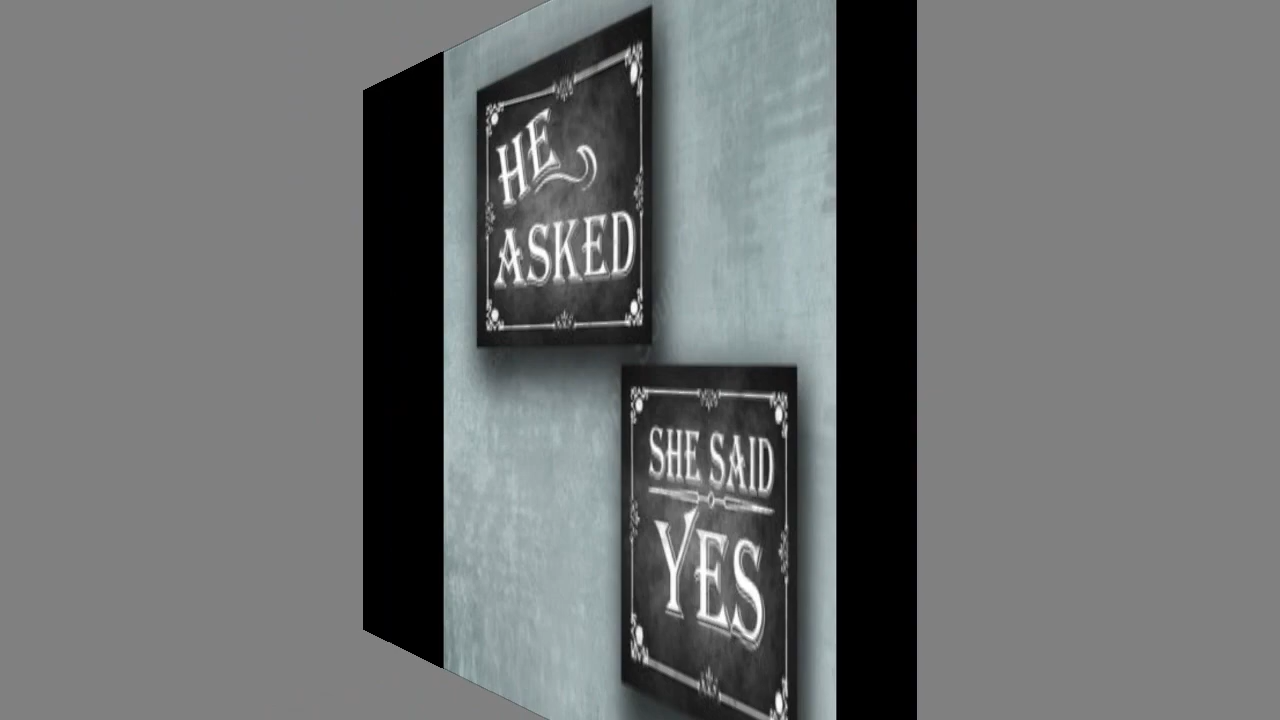 HE
ASKED
SHE SAID
YES